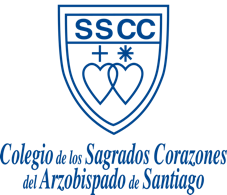 SSCC
Colegio de los Sagrados Corazones
del Arzobispado de Santiago